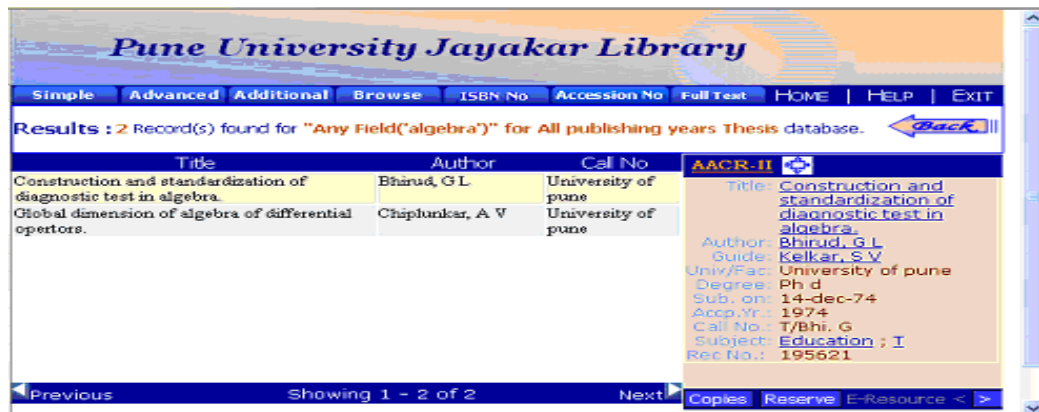 Pune University Jayakar Library
Simple Advanced Additional Browse ISBN No Accession No Full Text HOME | HELP | EXIT
Results : 2 Record(s) found for "Any Field('algebra')" for All publishing years Thesis database. Back
Title Author Call No
Construction and standardization of diagnostic test in algebra. Bhirud, G L University of pune
Global dimension of algebra of differential opertors. Chiplunkar, A V University of pune
Previous Showing 1 - 2 of 2 Next
AACR-II
Title: Construction and
standardization of
diagnostic test in
algebra.
Author: Bhirud, G L
Guide: Kelkar, S V
Univ/Fac: University of pune
Degree: Ph d
Sub. on: 14-dec-74
Accp.Yr.: 1974
Call No.: T/Bhi. G
Subject: Education ; T
Rec No.: 195621
Copies Reserve E-Resource < >